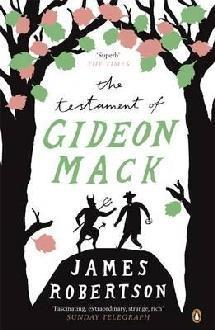 'Superb'
THE TIMES
the
testament of
GIDEON
MACK
JAMES
ROBERTSON
'Fascinating, extraordinary, strange, rich'
SUNDAY TELEGRAPH